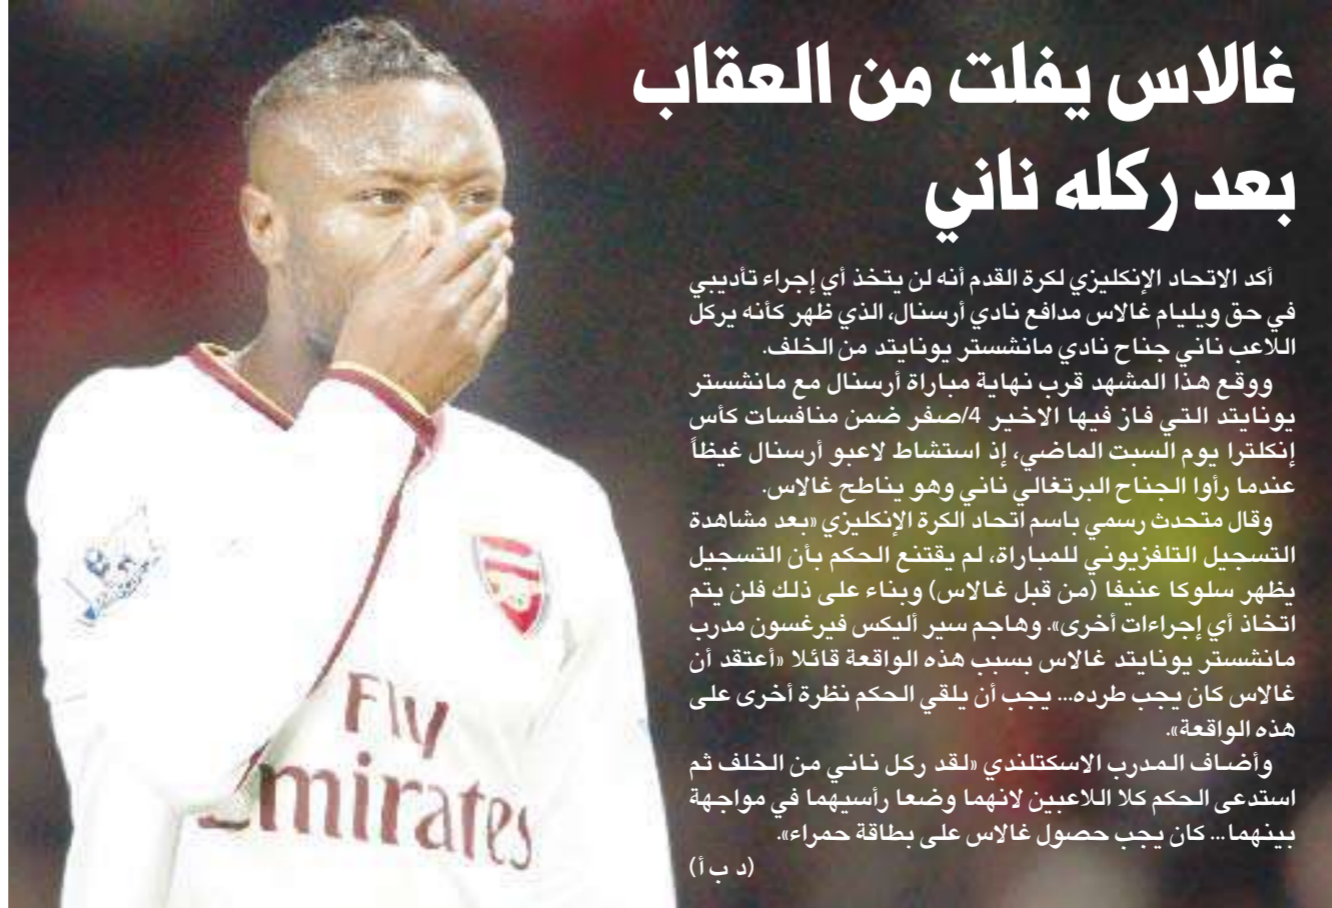 غالاس يفلت من العقاب
بعد ركله ناني
أكد الاتحاد الإنكليزي لكرة القدم أنه لن يتخذ أي إجراء تأديبي
في حق ويليام غالاس مدافع نادي أرسنال، الذي ظهر كأنه يركل
اللاعب ناني جناح نادي مانشستر يونايتد من الخلف.
ووقع هذا المشهد قرب نهاية مباراة أرسنال مع مانشستر
يونايتد التي فاز فيها الاخير 4/صفر ضمن منافسات كأس
إنكلترا يوم السبت الماضي، إذ استشاط لاعبو أرسنال غيظاً
عندما رأوا الجناح البرتغالي ناني وهو يناطح غالاس.
وقال متحدث رسمي باسم اتحاد الكرة الإنكليزي «بعد مشاهدة
التسجيل التلفزيوني للمباراة، لم يقتنع الحكم بأن التسجيل
يظهر سلوكا عنيفا (من قبل غالاس) وبناء على ذلك فلن يتم
اتخاذ أي إجراءات أخرى». وهاجم سير أليكس فيرغسون مدرب
مانشستر يونايتد غالاس بسبب هذه الواقعة قائلا «أعتقد أن
غالاس كان يجب طرده... يجب أن يلقي الحكم نظرة أخرى على
هذه الواقعة».
وأضاف المدرب الاسكتلندي «لقد ركل ناني من الخلف ثم
استدعى الحكم كلا اللاعبين لانهما وضعا رأسيهما في مواجهة
بينهما... كان يجب حصول غالاس على بطاقة حمراء».
(د ب أ)
Fly
Emirates